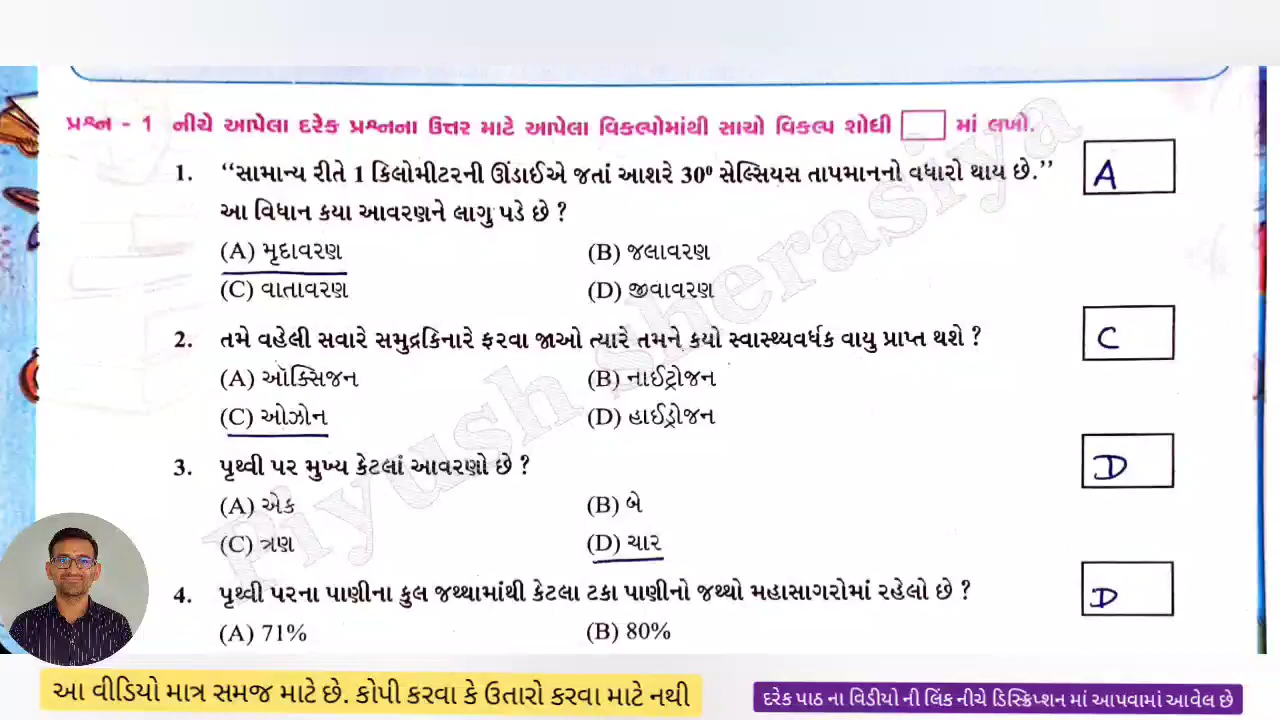 પ્રશ્ન - 1 નીચે આપેલા દરેક પ્રશ્નના ઉત્તર માટે આપેલા વિકલ્પોમાંથી સાચો વિકલ્પ શોધી માં લખો.
1. “સામાન્ય રીતે 1 કિલોમીટરની ઊંડાઈએ જતાં આશરે 30⁰ સેલ્સિયસ તાપમાનનો વધારો થાય છે.” A
આ વિધાન કયા આવરણને લાગુ પડે છે ?
(A) મૃદાવરણ (B) જલાવરણ
(C) વાતાવરણ (D) જીવાવરણ
2. તમે વહેલી સવારે સમુદ્રકિનારે ફરવા જાઓ ત્યારે તમને કયો સ્વાસ્થ્યવર્ધક વાયુ પ્રાપ્ત થશે ? C
(A) ઑક્સિજન (B) નાઈટ્રોજન
(C) ઓઝોન (D) હાઈડ્રોજન
3. પૃથ્વી પર મુખ્ય કેટલાં આવરણો છે ? D
(A) એક (B) બે
(C) ત્રણ (D) ચાર
4. પૃથ્વી પરના પાણીના કુલ જથ્થામાંથી કેટલા ટકા પાણીનો જથ્થો મહાસાગરોમાં રહેલો છે ? D
(A) 71% (B) 80%
Piyush sherasiya
આ વીડિયો માત્ર સમજ માટે છે. કોપી કરવા કે ઉતારો કરવા માટે નથી
દરેક પાઠ ના વિડીયો ની લિંક નીચે ડિસ્ક્રિપ્શન માં આપવામાં આવેલ છે